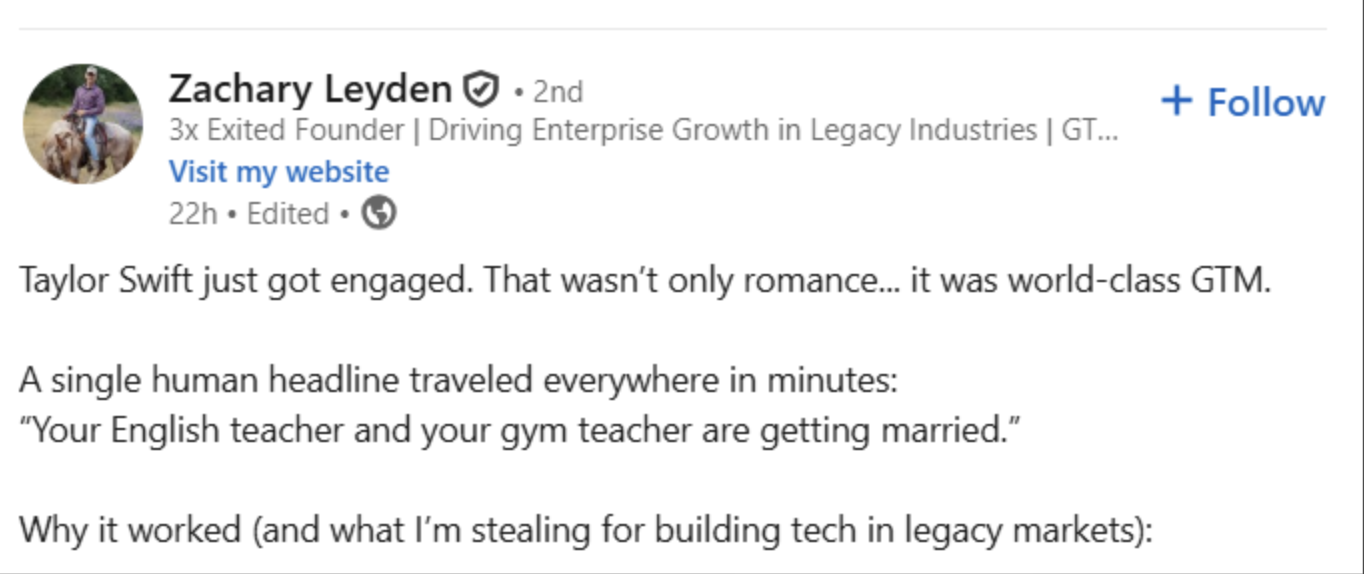 Zachary Leyden • 2nd
+ Follow
3x Exited Founder | Driving Enterprise Growth in Legacy Industries | GT...
Visit my website
22h • Edited •
Taylor Swift just got engaged. That wasn’t only romance... it was world-class GTM.
A single human headline traveled everywhere in minutes:
“Your English teacher and your gym teacher are getting married.”
Why it worked (and what I’m stealing for building tech in legacy markets):